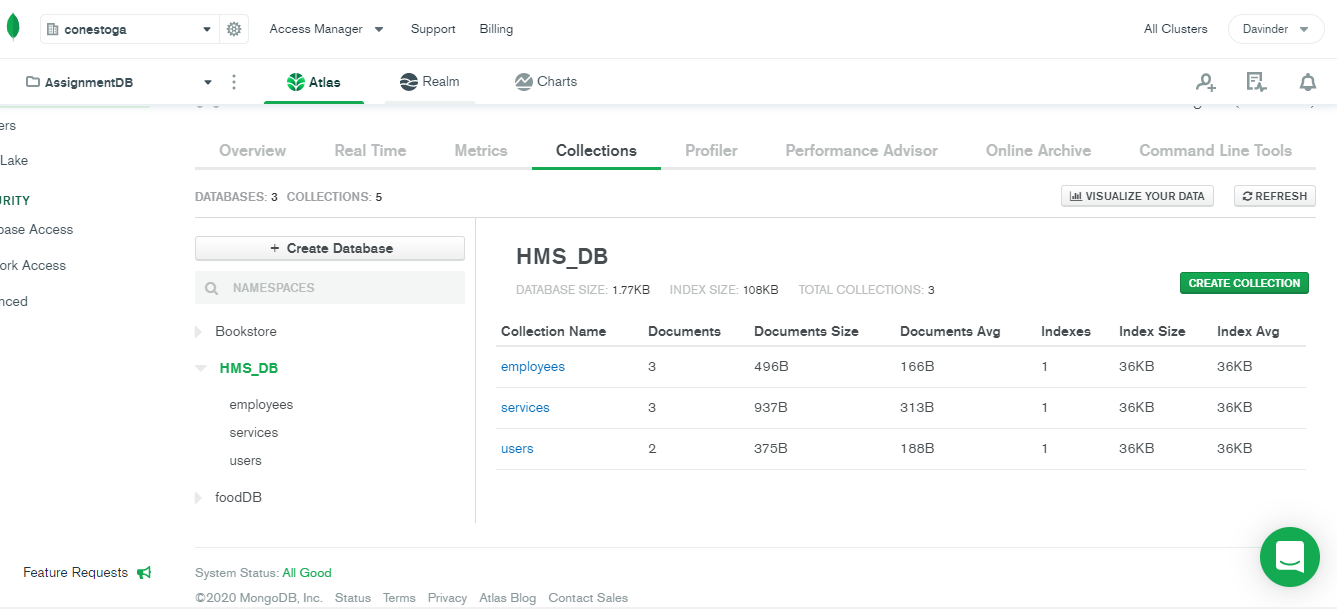 conestoga Access Manager Support Billing All Clusters Davinder
AssignmentDB Atlas Realm Charts
ers
Lake
RITY
base Access
ork Access
nced
Overview Real Time Metrics Collections Profiler Performance Advisor Online Archive Command Line Tools
DATABASES: 3 COLLECTIONS: 5
VISUALIZE YOUR DATA REFRESH
+ Create Database
NAMESPACES
Bookstore
HMS_DB
employees
services
users
foodDB
HMS_DB
DATABASE SIZE: 1.77KB INDEX SIZE: 108KB TOTAL COLLECTIONS: 3
CREATE COLLECTION
Collection Name Documents Documents Size Documents Avg Indexes Index Size Index Avg
employees 3 496B 166B 1 36KB 36KB
services 3 937B 313B 1 36KB 36KB
users 2 375B 188B 1 36KB 36KB
Feature Requests
System Status: All Good
©2020 MongoDB, Inc. Status Terms Privacy Atlas Blog Contact Sales